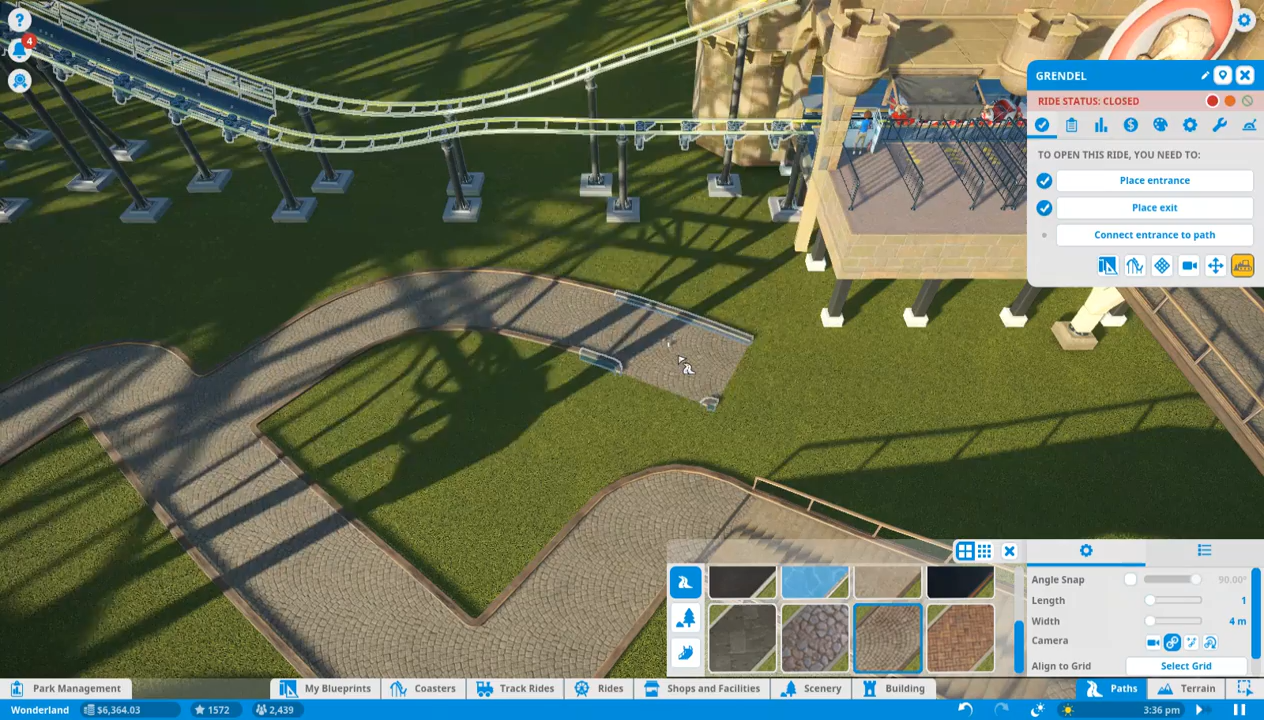 ?
4
GRENDEL
RIDE STATUS: CLOSED
$
TO OPEN THIS RIDE, YOU NEED TO:
Place entrance
Place exit
Connect entrance to path
Angle Snap 90.00°
Length 1
Width 4 m
Camera
Align to Grid Select Grid
Park Management My Blueprints Coasters Track Rides Rides Shops and Facilities Scenery Building Paths Terrain
Wonderland $6,364.03 1572 2,439 3:36 pm